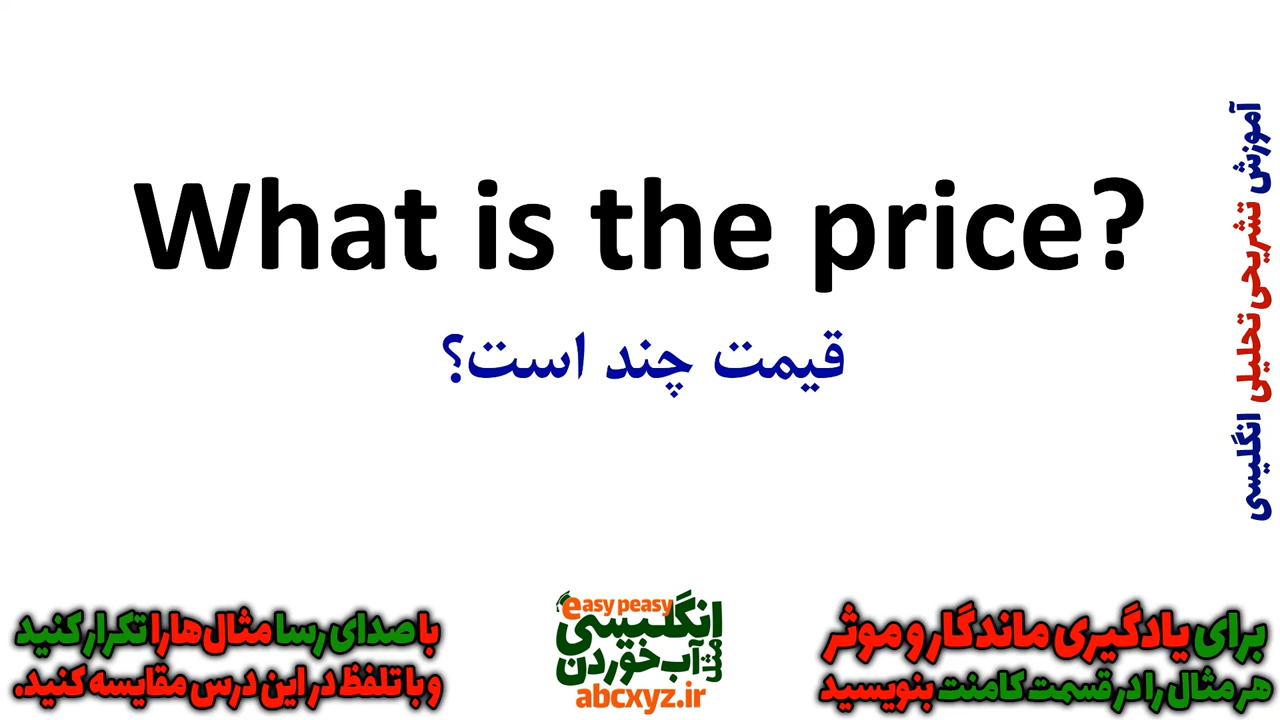 What is the price?
قیمت چند است؟
آموزش تشریحی تحلیلی انگلیسی
برای یادگیری ماندگار و موثر
هر مثال را در قسمت کامنت بنویسید
easy peasy
انگلیسی
مثل آب خوردن
abcxyz.ir
با صدای رسا مثال‌ها را تکرار کنید
و با تلفظ در این درس مقایسه کنید.